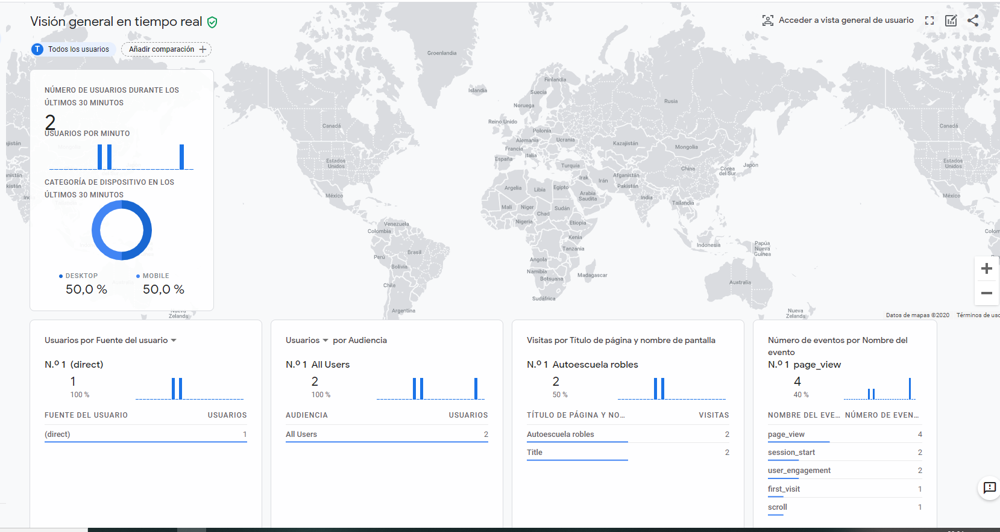 Visión general en tiempo real
Acceder a vista general de usuario
T Todos los usuarios
Añadir comparación +
NÚMERO DE USUARIOS DURANTE LOS
ÚLTIMOS 30 MINUTOS
2
USUARIOS POR MINUTO
CATEGORÍA DE DISPOSITIVO EN LOS
ÚLTIMOS 30 MINUTOS
DESKTOP
50,0 %
MOBILE
50,0 %
Groenlandia
Islandia
Finlandia
Suecia
Noruega
Rusia
Reino Unido
Polonia
Alemania
Ucrania
Francia
Italia
España
Kazajistán
Mongolia
Turquía
China
Corea
del Sur
Japón
Irak
Irán
Afganistán
Pakistán
Argelia
Libia
Egipto
Arabia
Saudita
India
Tailandia
Malí
Níger
Chad
Sudán
Nigeria
Etiopía
Kenia
Tanzania
Angola
Namibia
Botsuana
Madagascar
Sudáfrica
Indonesia
Papúa
Nueva
Guinea
Australia
Nueva
Zelanda
Canadá
Estados
Unidos
México
Venezuela
Colombia
Brasil
Perú
Bolivia
Chile
Argentina
Canadá
Estados
Unidos
México
Colom
Nueva
Zelanda
jistán
nistán
kistán
Inc
+
−
Datos de mapas ©2020
Términos de uso
Usuarios por Fuente del usuario
N.º 1 (direct)
1
100 %
FUENTE DEL USUARIO USUARIOS
(direct) 1
Usuarios por Audiencia
N.º 1 All Users
2
100 %
AUDIENCIA USUARIOS
All Users 2
Visitas por Título de página y nombre de pantalla
N.º 1 Autoescuela robles
2
50 %
TÍTULO DE PÁGINA Y NO... VISITAS
Autoescuela robles 2
Title 2
Número de eventos por Nombre del
evento
N.º 1 page_view
4
40 %
NOMBRE DEL EVE... NÚMERO DE EVEN...
page_view 4
session_start 2
user_engagement 2
first_visit 1
scroll 1